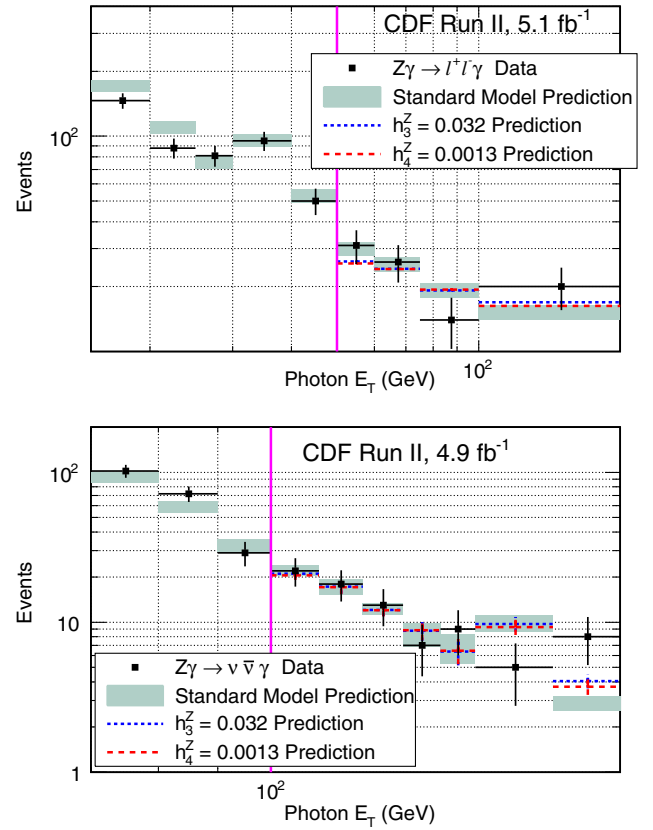 CDF Run II, 5.1 fb⁻¹
Zγ → l⁺l⁻γ Data
Standard Model Prediction
h₃ᶻ = 0.032 Prediction
h₄ᶻ = 0.0013 Prediction
10²
Events
10²
Photon E_T (GeV)
CDF Run II, 4.9 fb⁻¹
10²
Events
10
Zγ → ν ν̅ γ Data
Standard Model Prediction
h₃ᶻ = 0.032 Prediction
h₄ᶻ = 0.0013 Prediction
1
10²
Photon E_T (GeV)